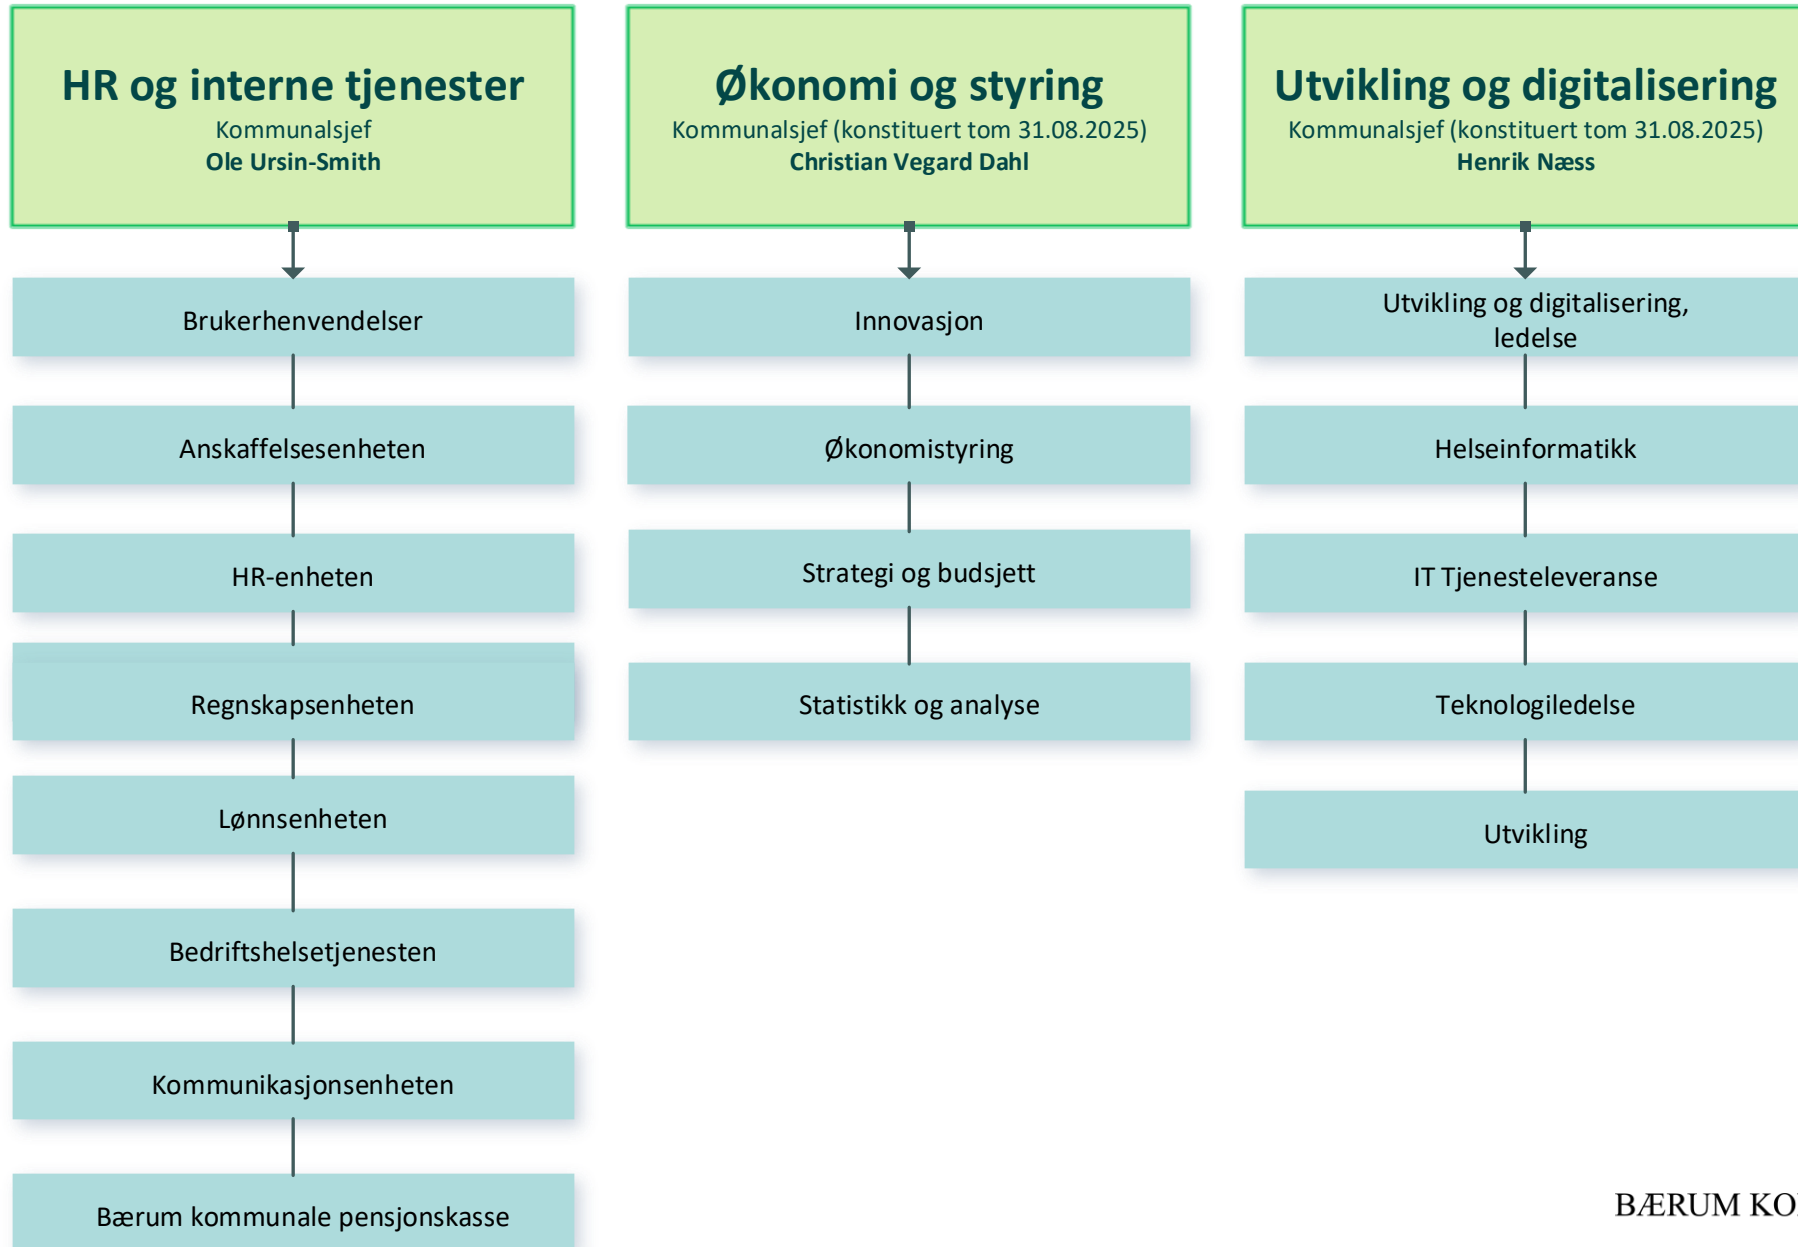 HR og interne tjenester
Kommunalsjef
Ole Ursin-Smith
Brukerhenvendelser
Anskaffelsesenheten
HR-enheten
Regnskapsenheten
Lønnsenheten
Bedriftshelsetjenesten
Kommunikasjonsenheten
Bærum kommunale pensjonskasse
Økonomi og styring
Kommunalsjef (konstituert tom 31.08.2025)
Christian Vegard Dahl
Innovasjon
Økonomistyring
Strategi og budsjett
Statistikk og analyse
Utvikling og digitalisering
Kommunalsjef (konstituert tom 31.08.2025)
Henrik Næss
Utvikling og digitalisering,
ledelse
Helseinformatikk
IT Tjenesteleveranse
Teknologiledelse
Utvikling
BÆRUM